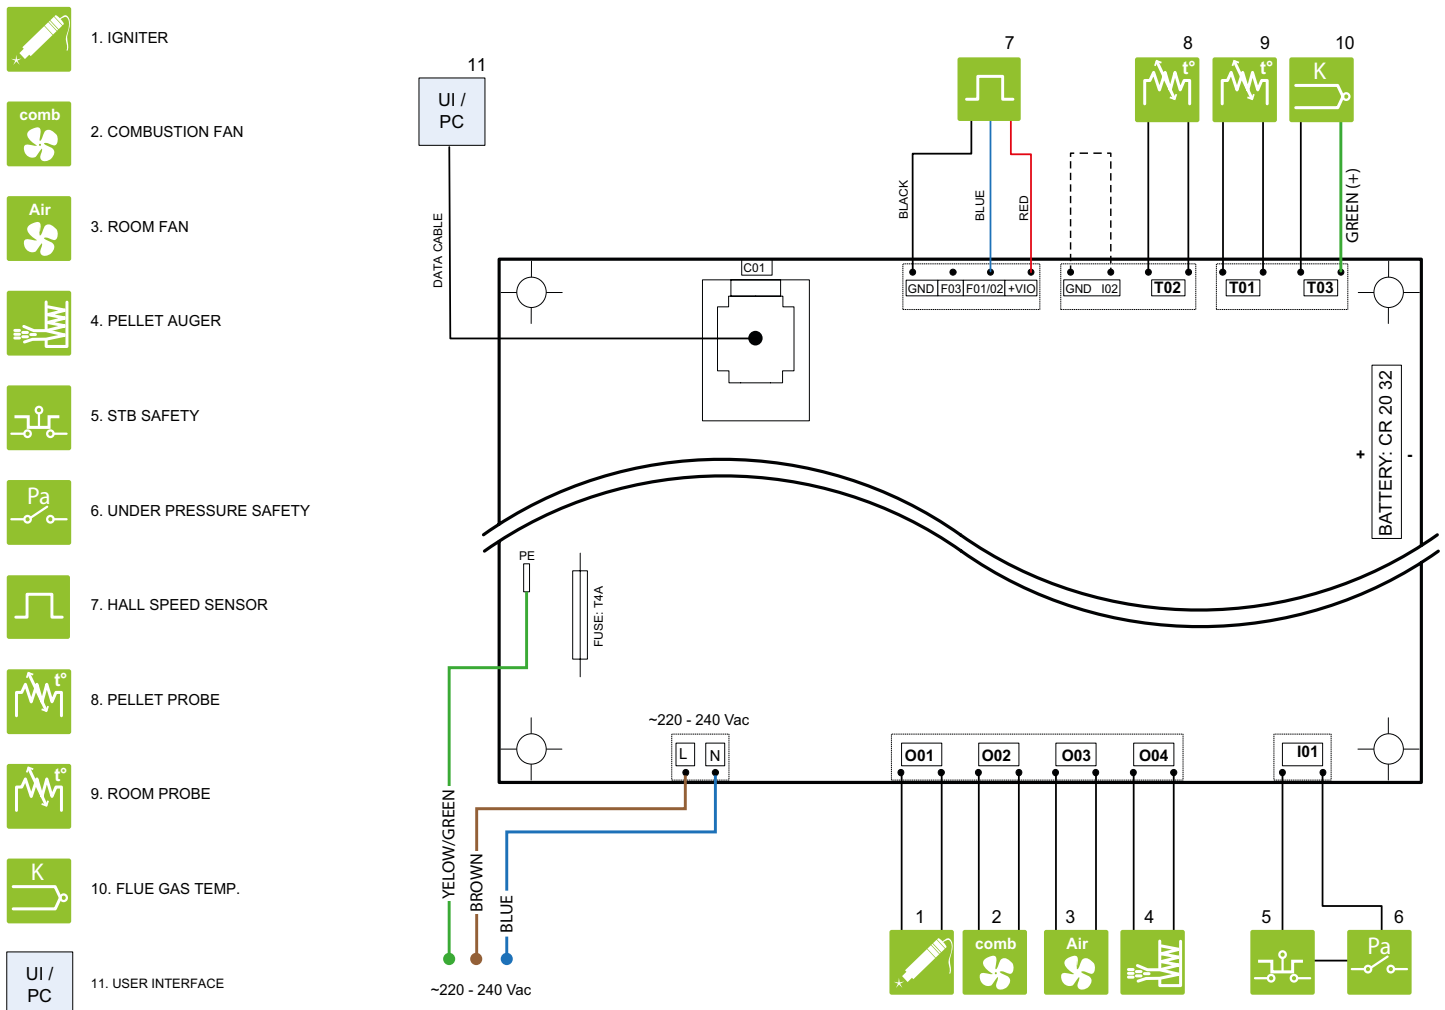 1. IGNITER
comb
2. COMBUSTION FAN
Air
3. ROOM FAN
4. PELLET AUGER
5. STB SAFETY
Pa
6. UNDER PRESSURE SAFETY
7. HALL SPEED SENSOR
t°
8. PELLET PROBE
t°
9. ROOM PROBE
K
10. FLUE GAS TEMP.
UI /
PC
11. USER INTERFACE
11
UI /
PC
DATA CABLE
7
8
t°
9
t°
10
K
BLACK
BLUE
RED
GREEN (+)
C01
GND F03 F01/02 +VIO
GND I02
T02
T01
T03
+
BATTERY: CR 20 32
-
PE
FUSE: T4A
~220 - 240 Vac
L
N
O01
O02
O03
O04
I01
YELOW/GREEN
BROWN
BLUE
~220 - 240 Vac
1
2
comb
3
Air
4
5
6
Pa